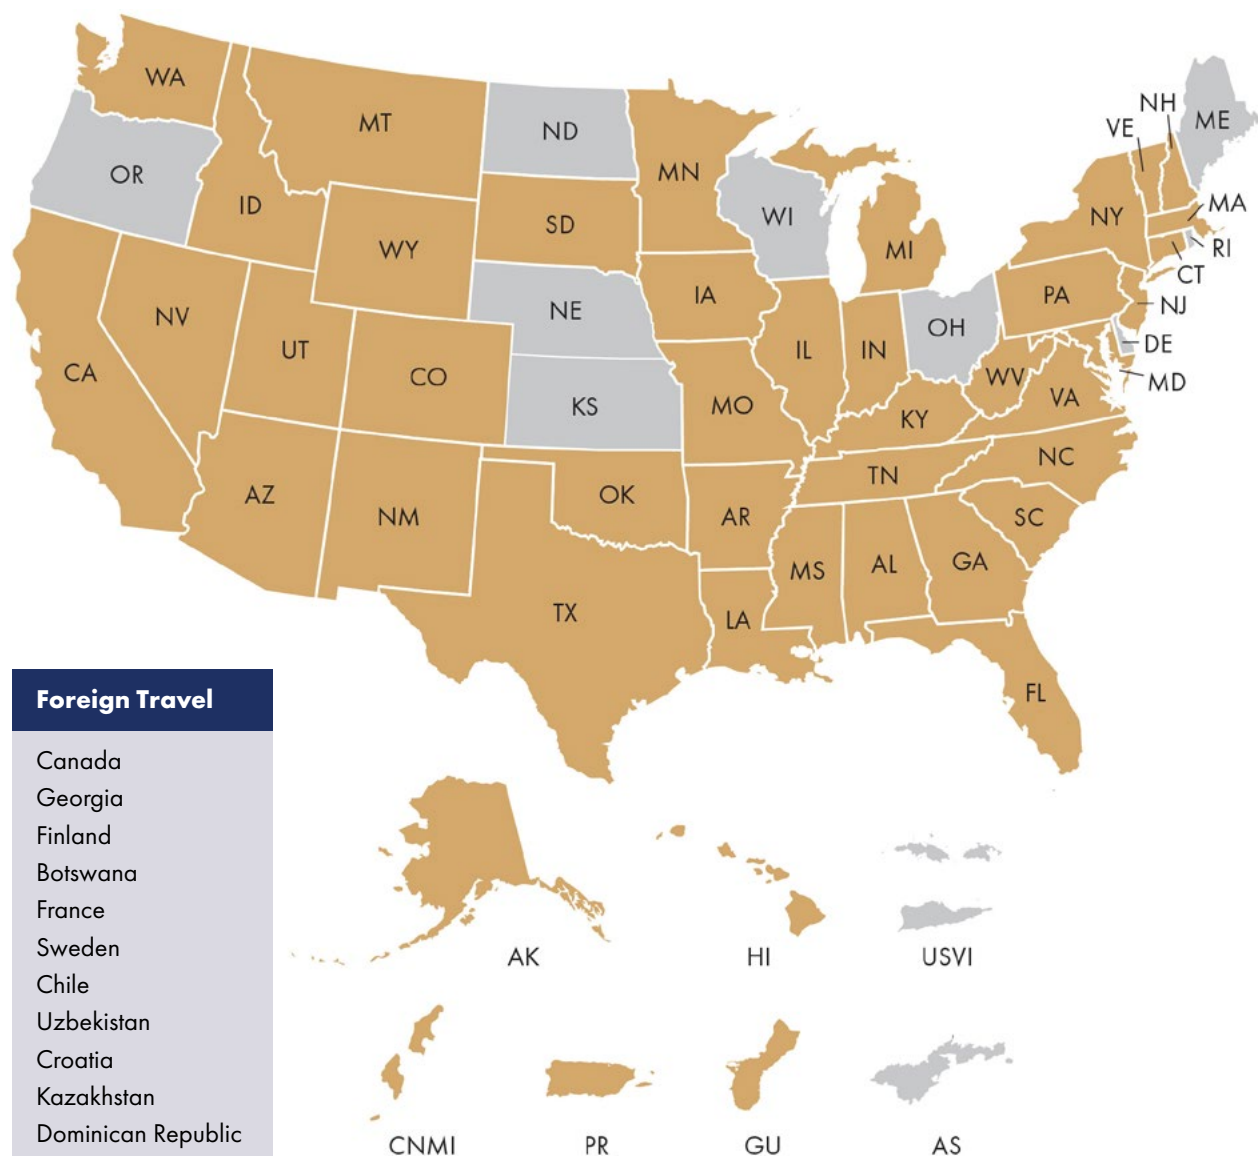 WA
MT
ND
MN
OR
ID
SD
WI
WY
MI
NY
VE
NH
ME
MA
RI
CT
NJ
PA
IA
NE
NV
UT
CO
IL
IN
OH
DE
MD
WV
VA
CA
KS
MO
KY
NC
TN
AZ
NM
OK
AR
SC
MS
AL
GA
LA
TX
FL
Foreign Travel
Canada
Georgia
Finland
Botswana
France
Sweden
Chile
Uzbekistan
Croatia
Kazakhstan
Dominican Republic
AK
HI
USVI
CNMI
PR
GU
AS